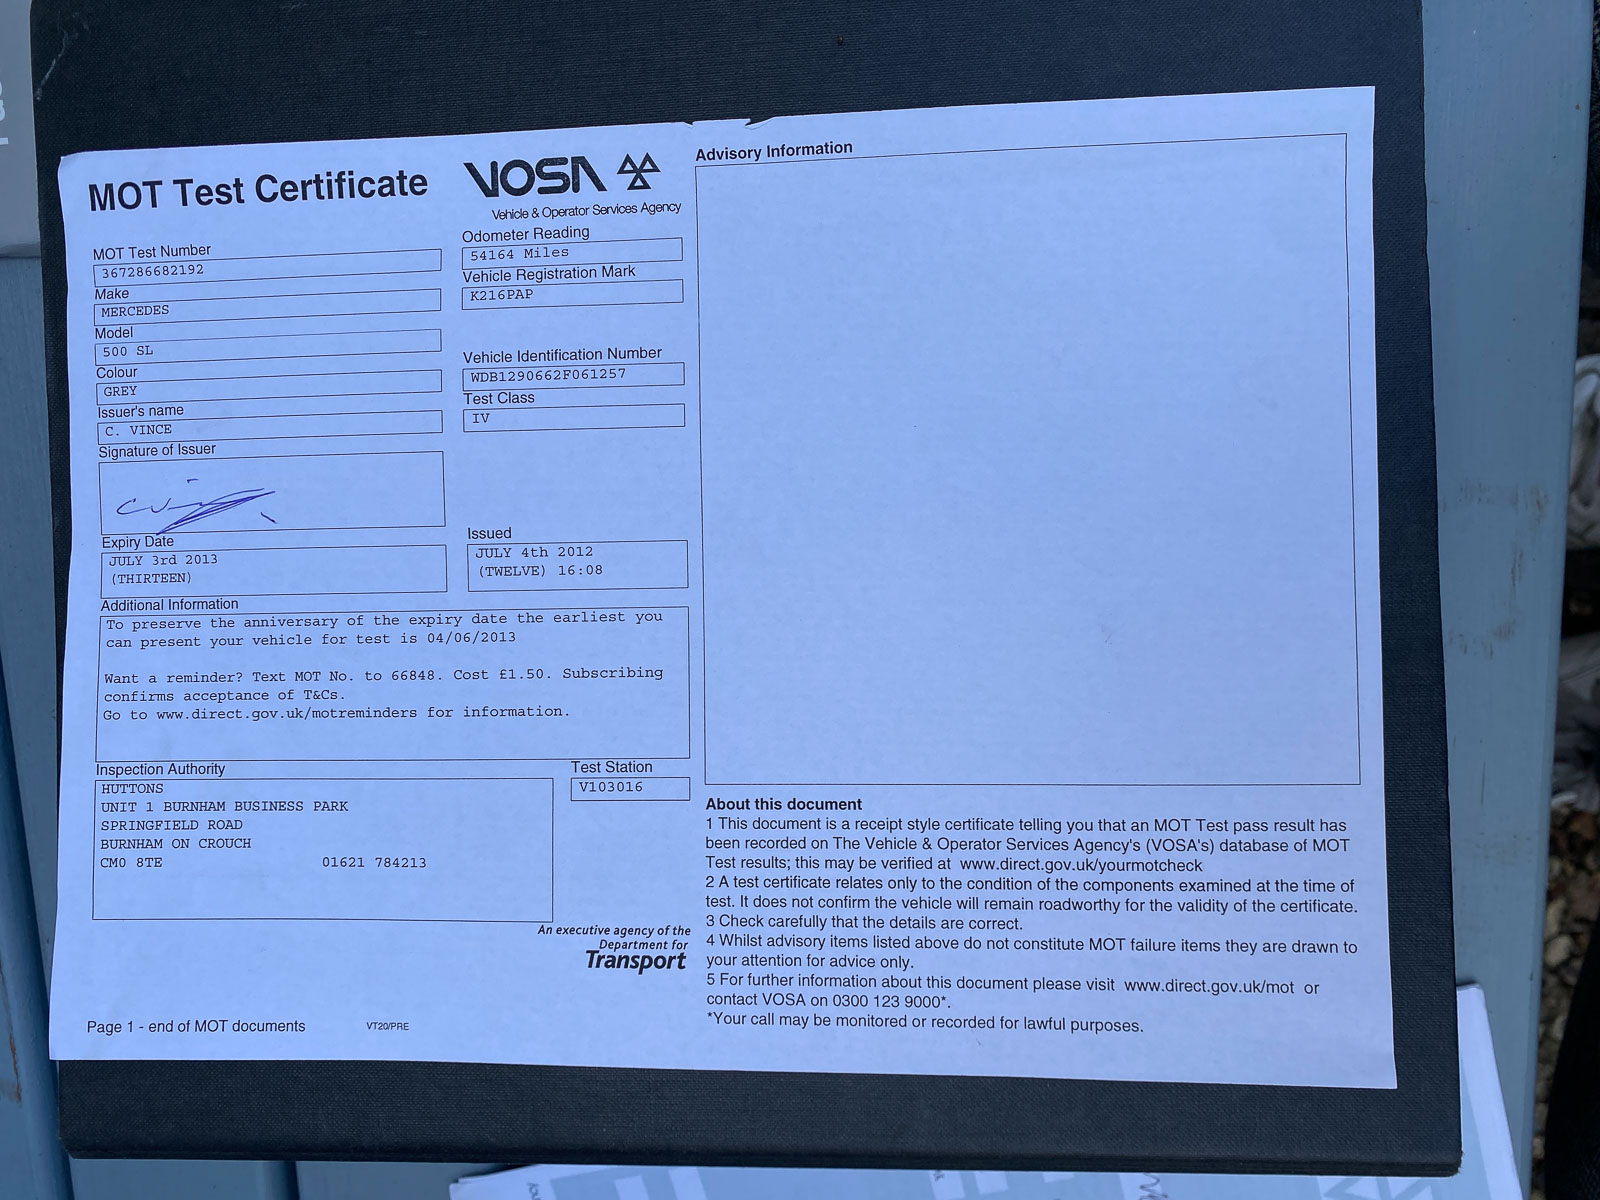 MOT Test Certificate
VOSA
Vehicle & Operator Services Agency
MOT Test Number
367286682192
Make
MERCEDES
Model
500 SL
Colour
GREY
Issuer's name
C. VINCE
Signature of Issuer
Expiry Date
JULY 3rd 2013
(THIRTEEN)
Odometer Reading
54164 Miles
Vehicle Registration Mark
K216PAP
Vehicle Identification Number
WDB1290662F061257
Test Class
IV
Issued
JULY 4th 2012
(TWELVE) 16:08
Additional Information
To preserve the anniversary of the expiry date the earliest you
can present your vehicle for test is 04/06/2013
Want a reminder? Text MOT No. to 66848. Cost £1.50. Subscribing
confirms acceptance of T&Cs.
Go to www.direct.gov.uk/motreminders for information.
Inspection Authority
HUTTONS
UNIT 1 BURNHAM BUSINESS PARK
SPRINGFIELD ROAD
BURNHAM ON CROUCH
CM0 8TE 01621 784213
Test Station
V103016
An executive agency of the
Department for
Transport
Page 1 - end of MOT documents VT20/PRE
Advisory Information
About this document
1 This document is a receipt style certificate telling you that an MOT Test pass result has
been recorded on The Vehicle & Operator Services Agency's (VOSA's) database of MOT
Test results; this may be verified at www.direct.gov.uk/yourmotcheck
2 A test certificate relates only to the condition of the components examined at the time of
test. It does not confirm the vehicle will remain roadworthy for the validity of the certificate.
3 Check carefully that the details are correct.
4 Whilst advisory items listed above do not constitute MOT failure items they are drawn to
your attention for advice only.
5 For further information about this document please visit www.direct.gov.uk/mot or
contact VOSA on 0300 123 9000*.
*Your call may be monitored or recorded for lawful purposes.